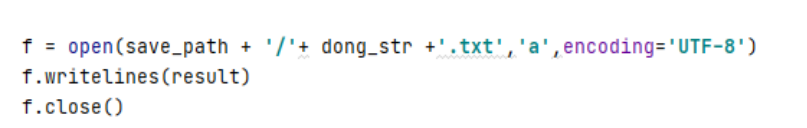 f = open(save_path + '/'+ dong_str +'.txt','a',encoding='UTF-8')
f.writelines(result)
f.close()